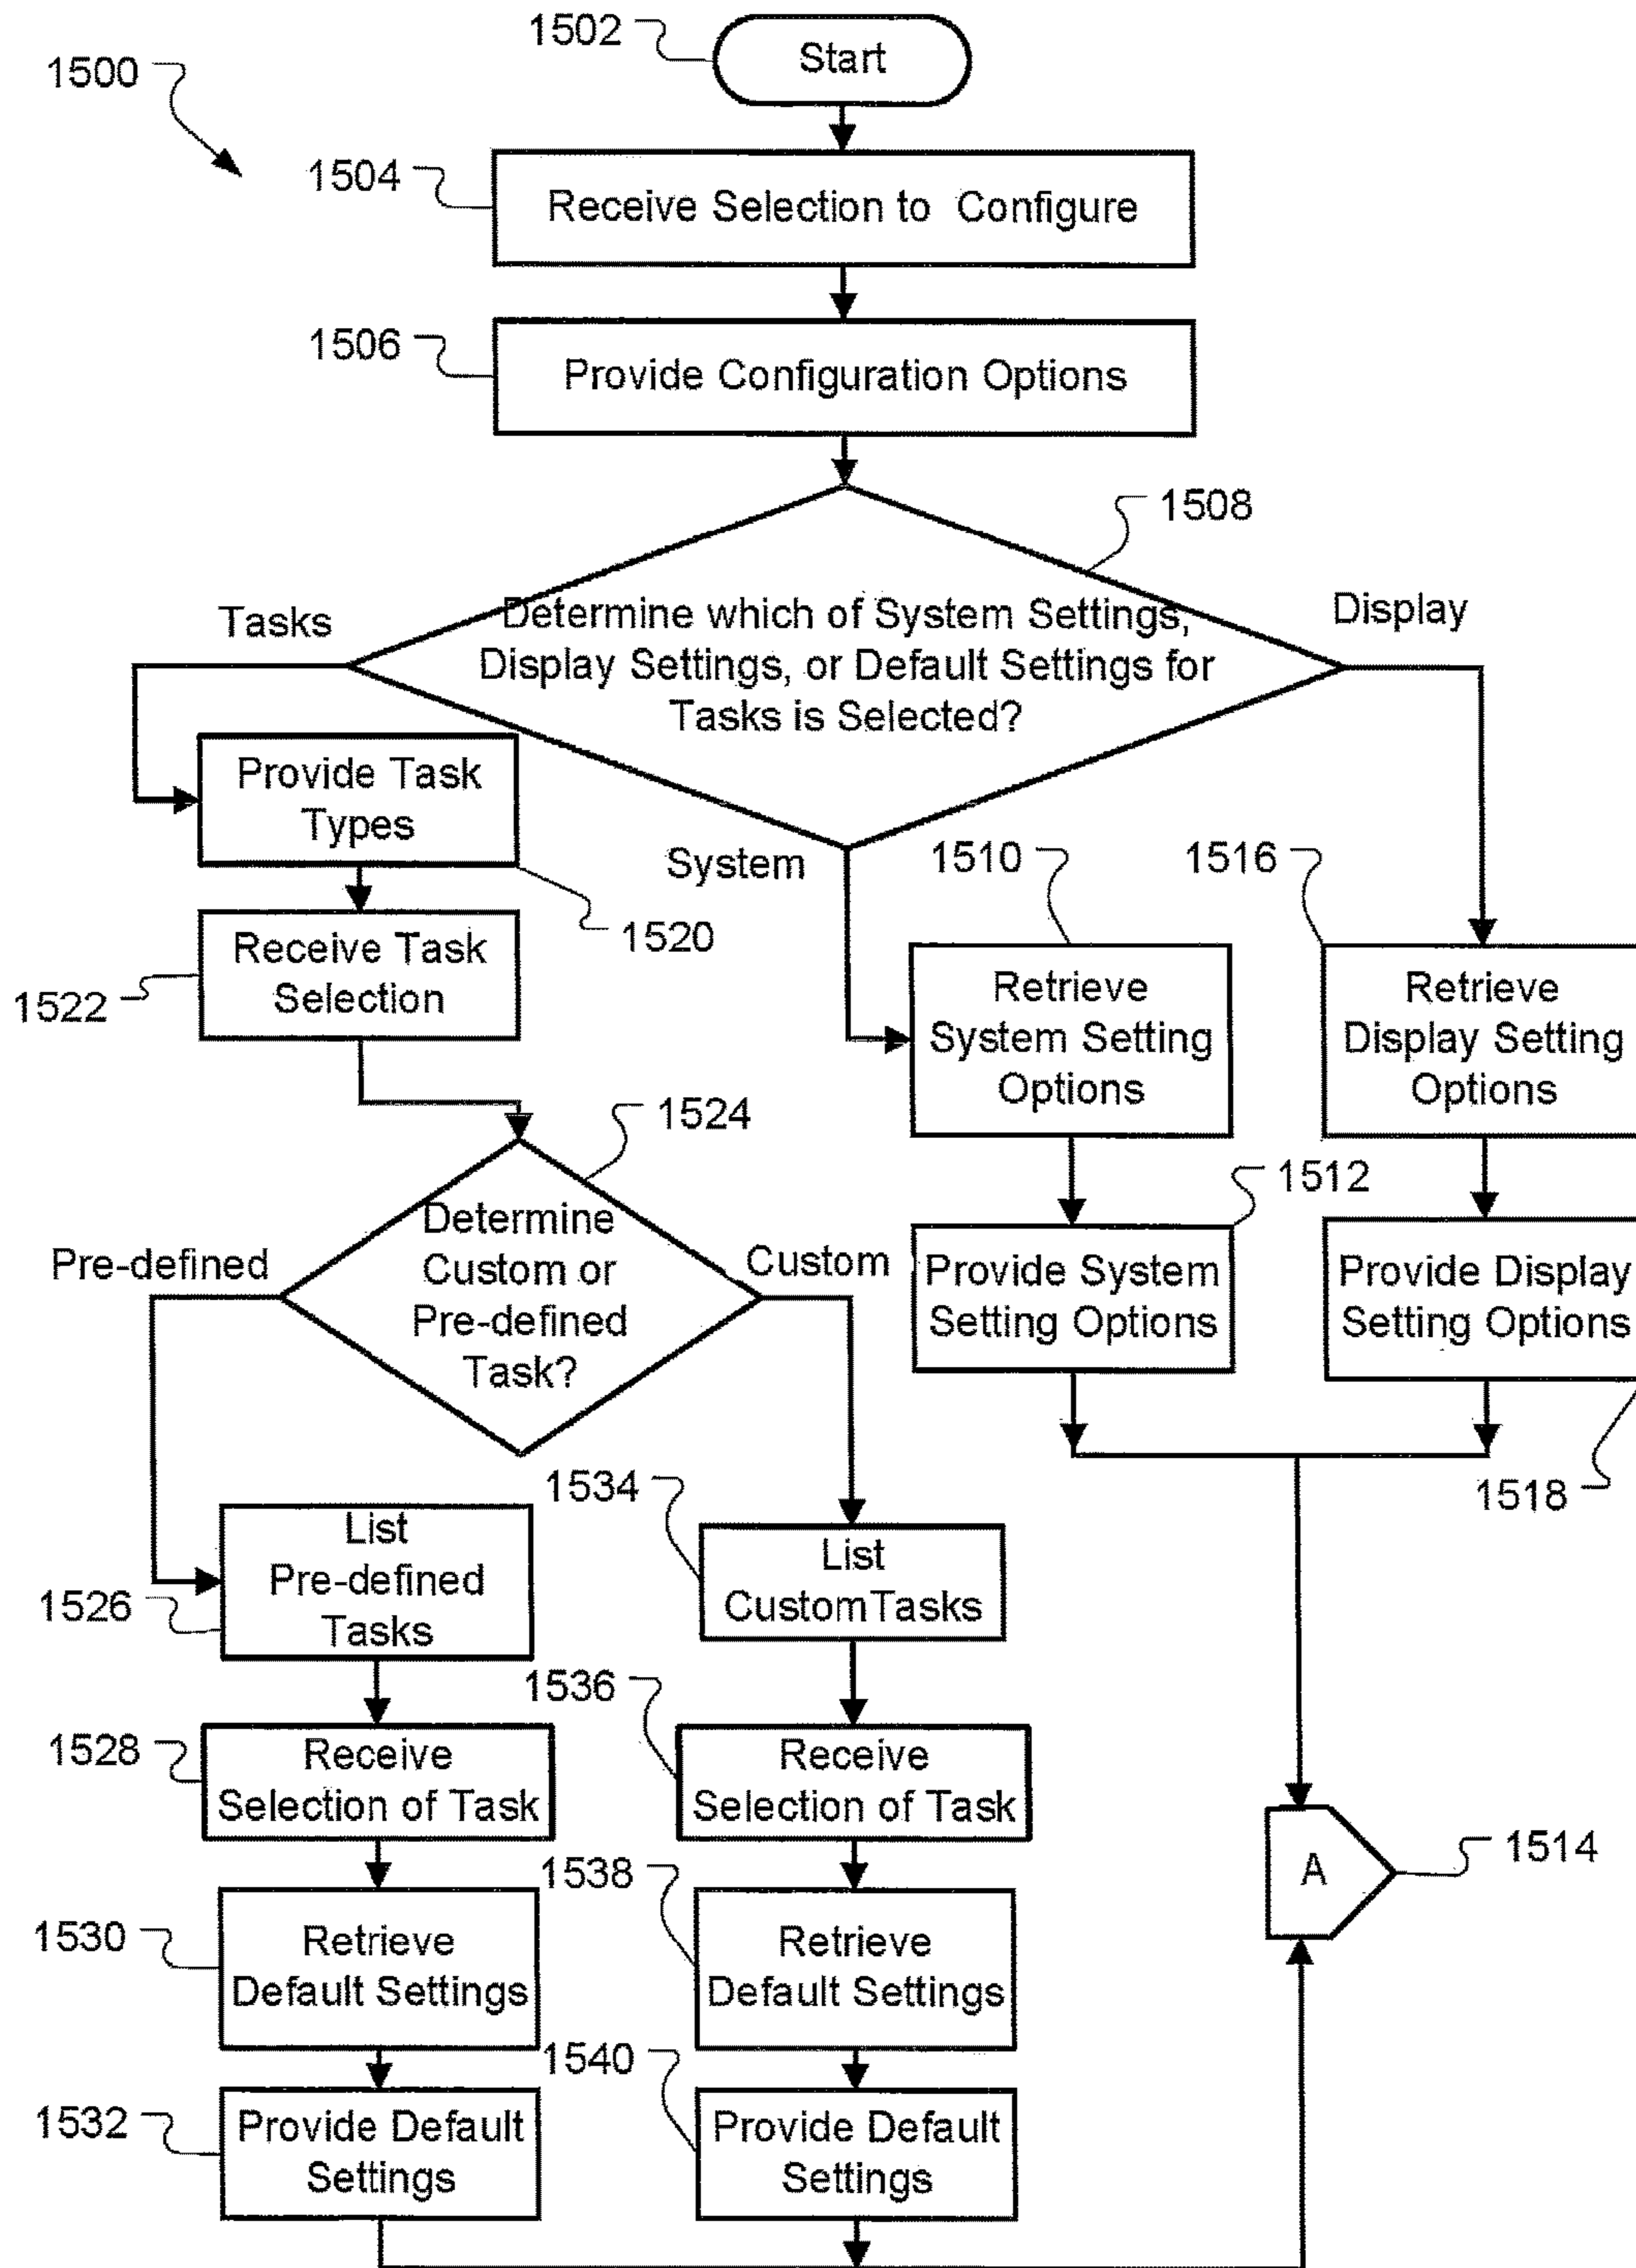 1502
Start
1500
1504
Receive Selection to Configure
1506
Provide Configuration Options
1508
Tasks
Display
Determine which of System Settings,
Display Settings, or Default Settings for
Tasks is Selected?
Provide Task
Types
System
1510
1516
1520
Receive Task
Selection
1522
Retrieve
System Setting
Options
Retrieve
Display Setting
Options
1524
1512
Determine
Custom or
Pre-defined
Task?
Pre-defined
Custom
Provide System
Setting Options
Provide Display
Setting Options
1518
1534
List
Pre-defined
Tasks
1526
List
CustomTasks
1536
1528
Receive
Selection of Task
Receive
Selection of Task
A
1514
1538
1530
Retrieve
Default Settings
Retrieve
Default Settings
1540
1532
Provide Default
Settings
Provide Default
Settings